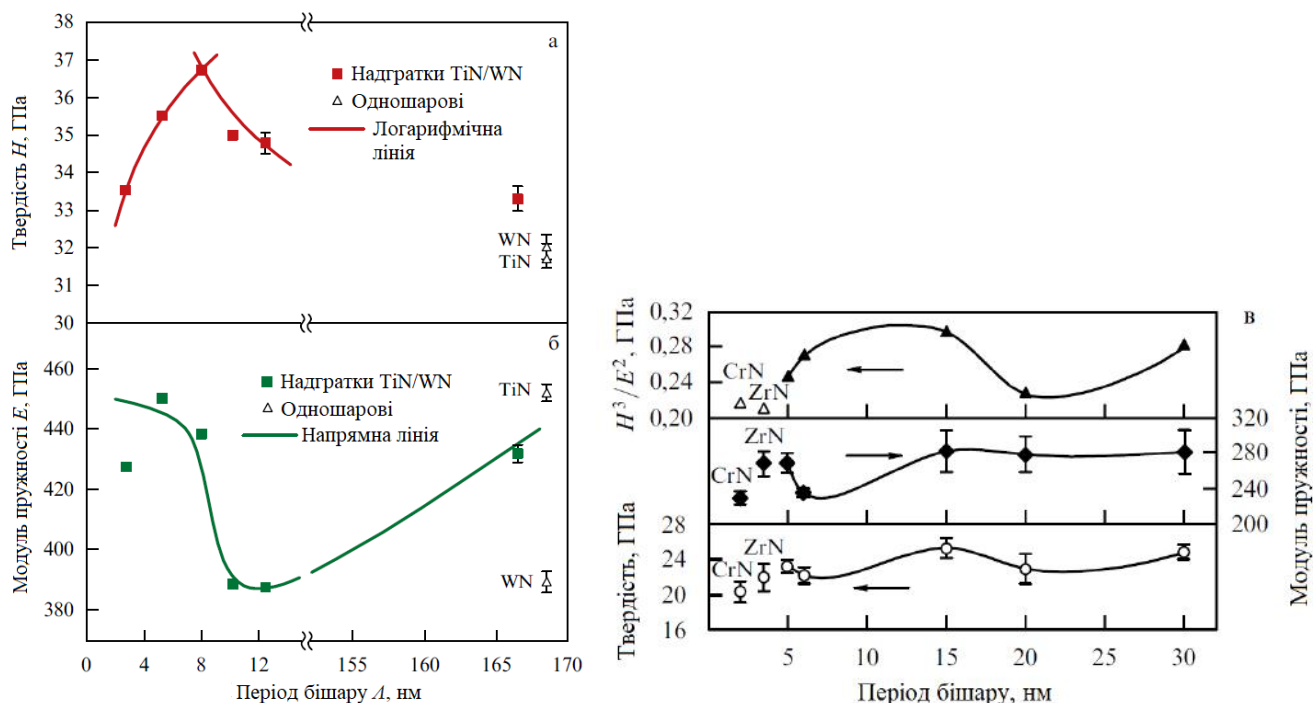 а
38
37
36
35
34
33
32
31
30
Твердість H, ГПа
Надгратки TiN/WN
Одношарові
Логарифмічна
лінія
WN
TiN
б
460
440
420
400
380
Модуль пружності E, ГПа
Надгратки TiN/WN
Одношарові
Напрямна лінія
TiN
WN
0 4 8 12 155 160 165 170
Період бішару Λ, нм
в
0,32
0,28
0,24
0,20
H³/E², ГПа
CrN
ZrN
320
280
240
200
Модуль пружності, ГПа
ZrN
CrN
28
24
20
16
Твердість, ГПа
ZrN
CrN
5 10 15 20 25 30
Період бішару, нм